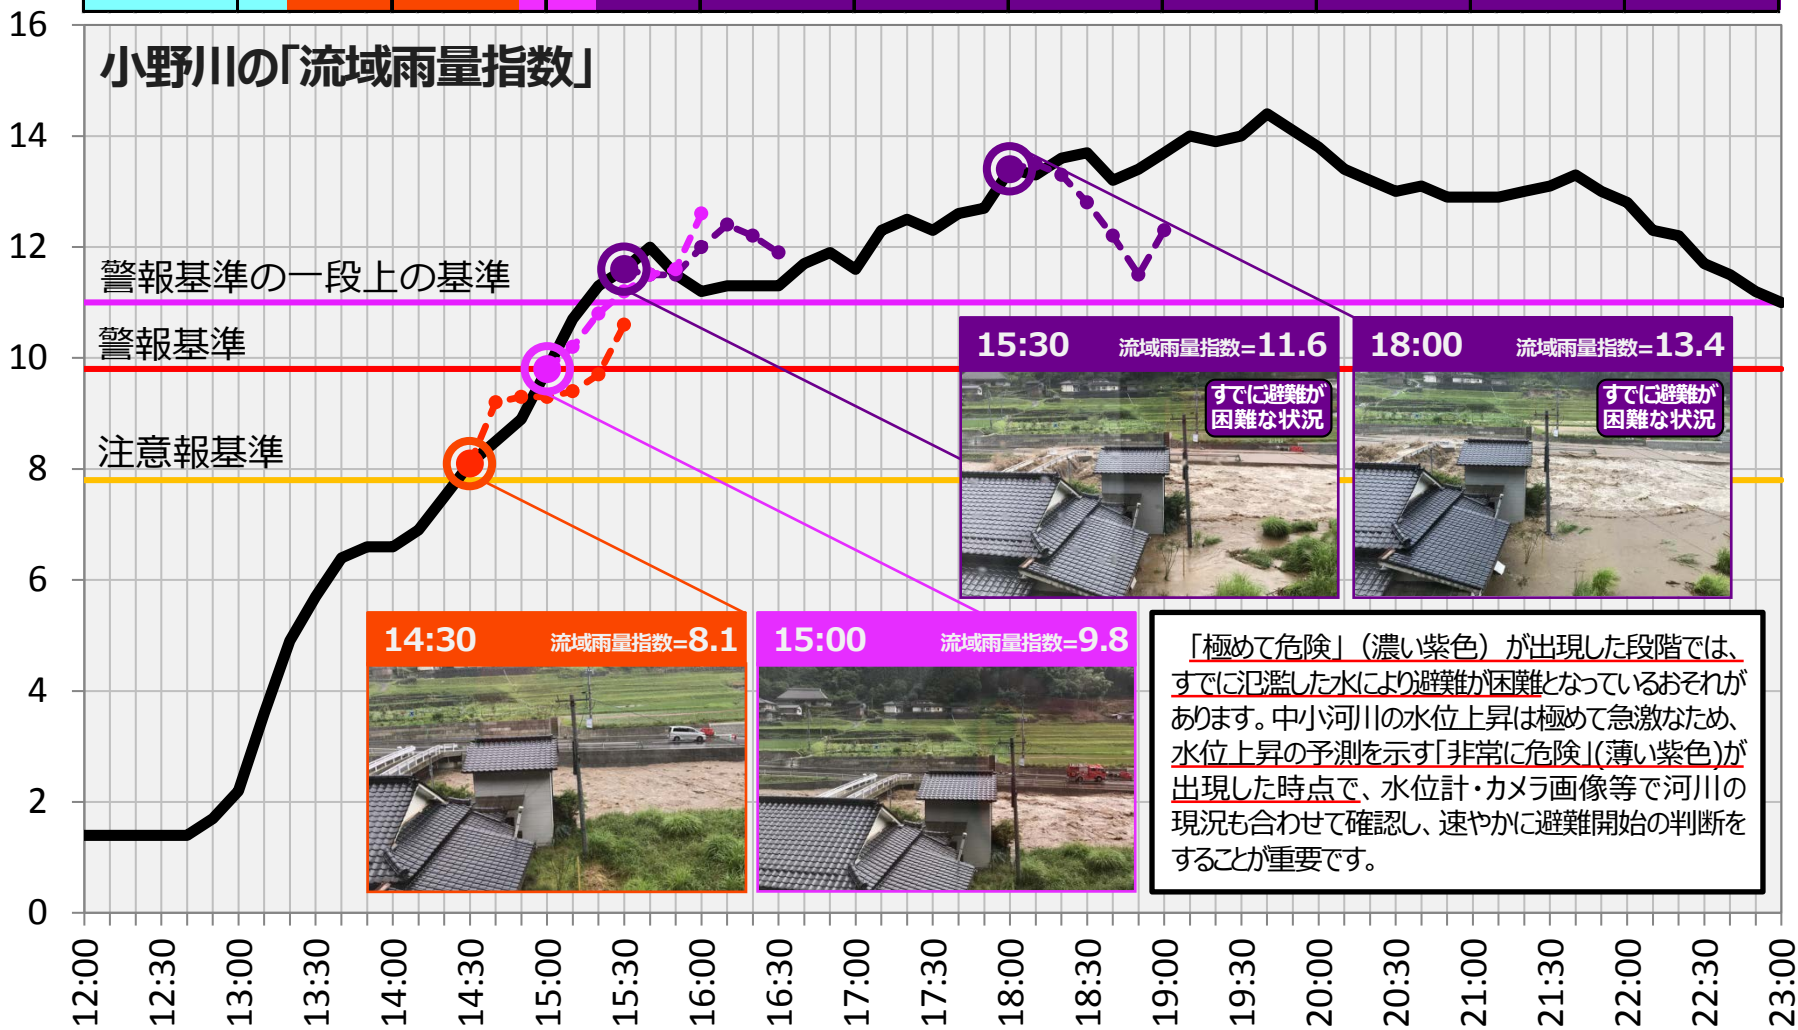 小野川の「流域雨量指数」
16
14
12
10
8
6
4
2
0
警報基準の一段上の基準
警報基準
注意報基準
15:30 流域雨量指数=11.6
すでに避難が
困難な状況
18:00 流域雨量指数=13.4
すでに避難が
困難な状況
14:30 流域雨量指数=8.1
15:00 流域雨量指数=9.8
「極めて危険」（濃い紫色）が出現した段階では、
すでに氾濫した水により避難が困難となっているおそれが
あります。中小河川の水位上昇は極めて急激なため、
水位上昇の予測を示す「非常に危険」(薄い紫色)が
出現した時点で、水位計・カメラ画像等で河川の
現況も合わせて確認し、速やかに避難開始の判断を
することが重要です。
12:00
12:30
13:00
13:30
14:00
14:30
15:00
15:30
16:00
16:30
17:00
17:30
18:00
18:30
19:00
19:30
20:00
20:30
21:00
21:30
22:00
22:30
23:00